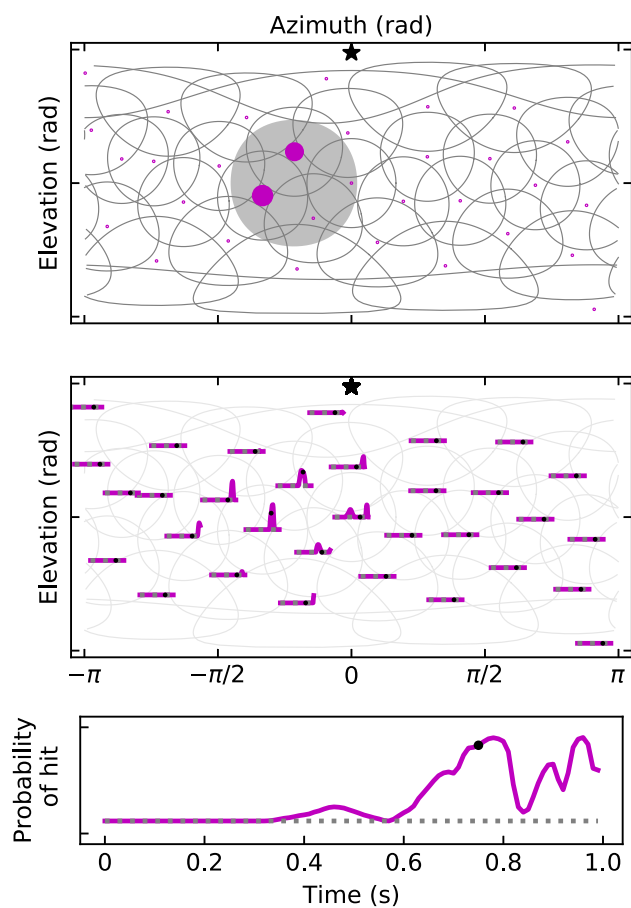 Azimuth (rad)
Elevation (rad)
Elevation (rad)
−π
−π/2
0
π/2
π
Probability
of hit
0
0.2
0.4
0.6
0.8
1.0
Time (s)